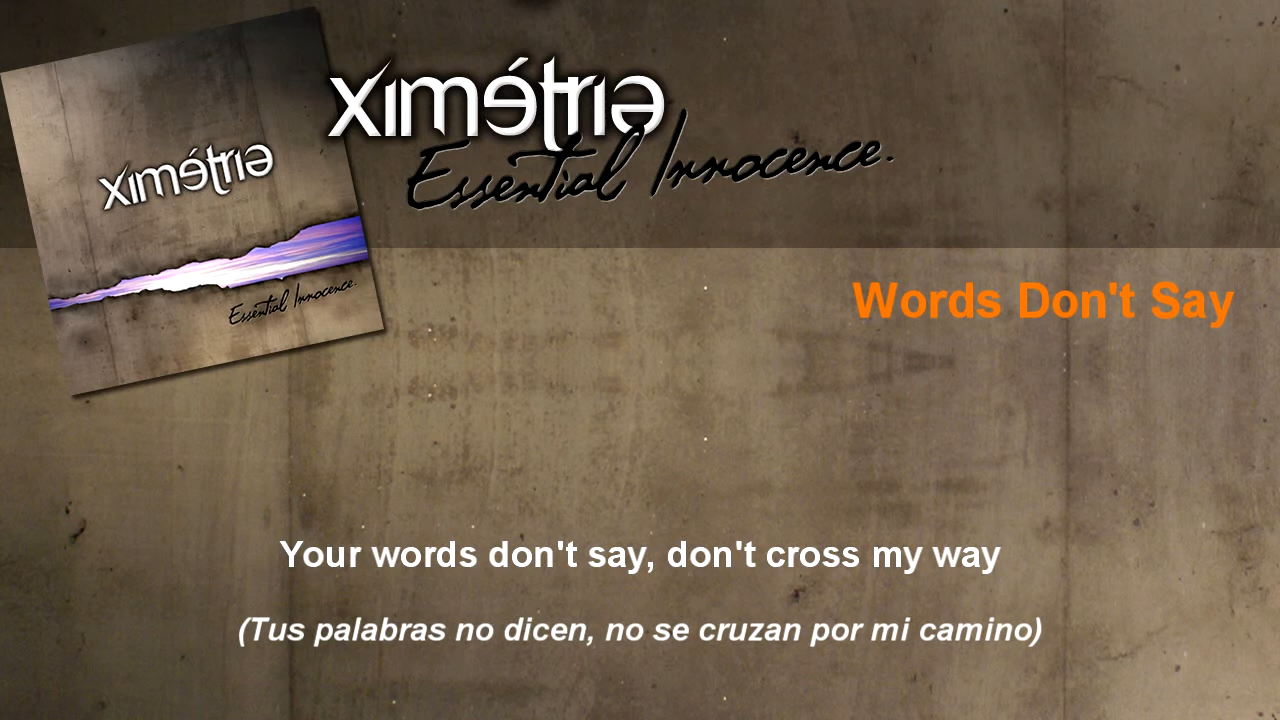 Ximétria
Essential Innocence.
Ximétria
Essential Innocence.
Words Don't Say
Your words don't say, don't cross my way
(Tus palabras no dicen, no se cruzan por mi camino)